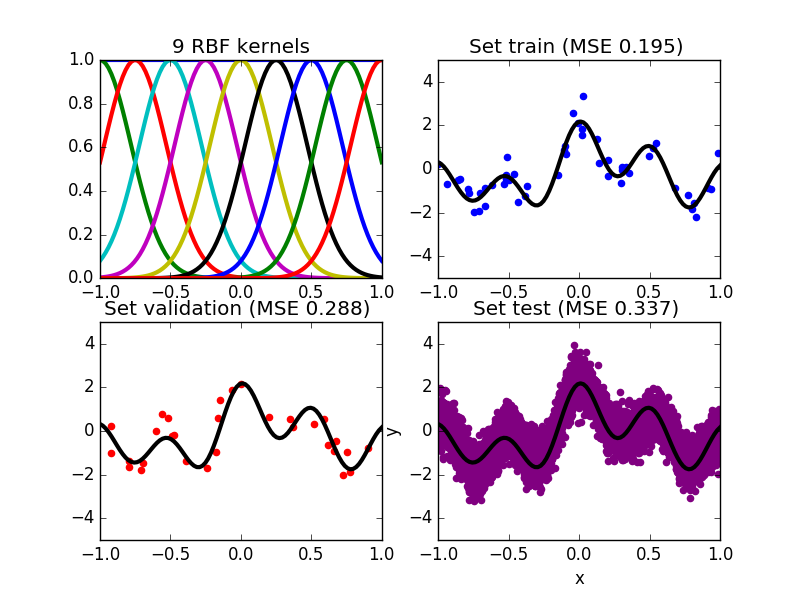 9 RBF kernels
1.0
0.8
0.6
0.4
0.2
0.0
−1.0 −0.5 0.0 0.5 1.0
Set train (MSE 0.195)
4
2
0
−2
−4
−1.0 −0.5 0.0 0.5 1.0
Set validation (MSE 0.288)
4
2
0
−2
−4
−1.0 −0.5 0.0 0.5 1.0
Set test (MSE 0.337)
y
4
2
0
−2
−4
−1.0 −0.5 0.0 0.5 1.0
x